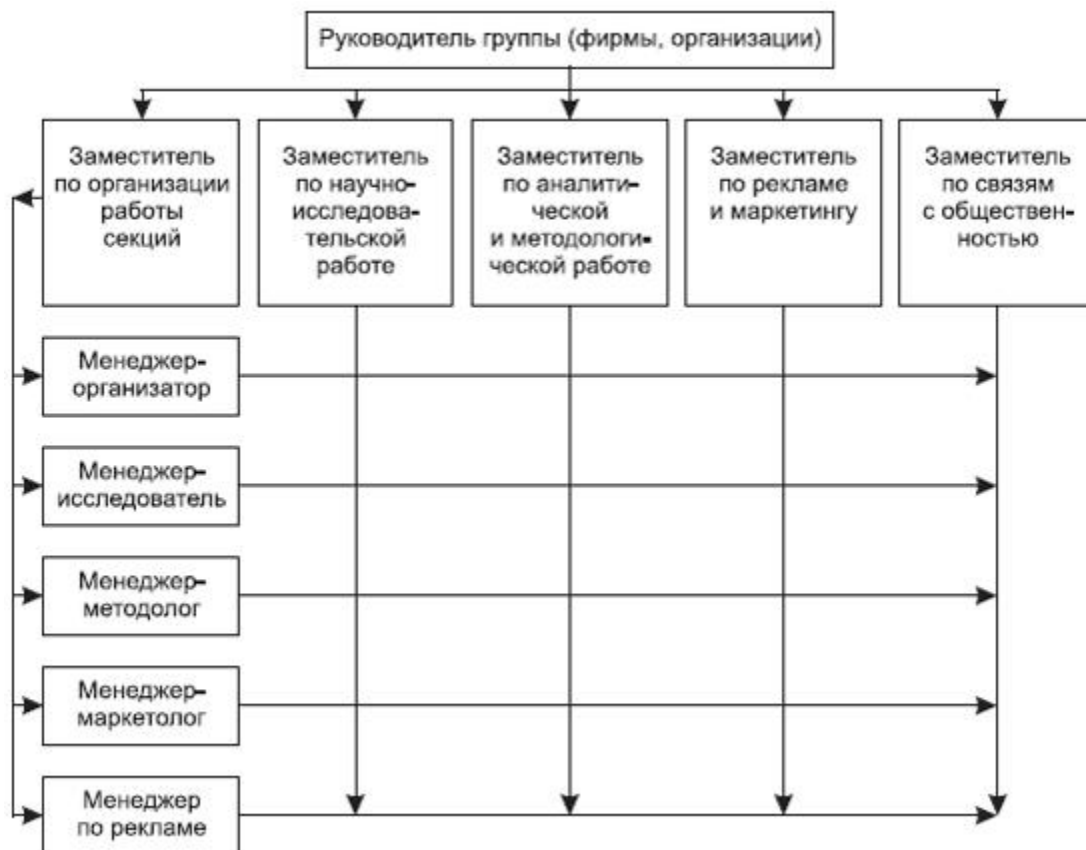 Руководитель группы (фирмы, организации)
Заместитель
по организации
работы
секций
Заместитель
по научно-
исследова-
тельской
работе
Заместитель
по аналити-
ческой
и методологи-
ческой работе
Заместитель
по рекламе
и маркетингу
Заместитель
по связям
с обществен-
ностью
Менеджер-
организатор
Менеджер-
исследователь
Менеджер-
методолог
Менеджер-
маркетолог
Менеджер
по рекламе